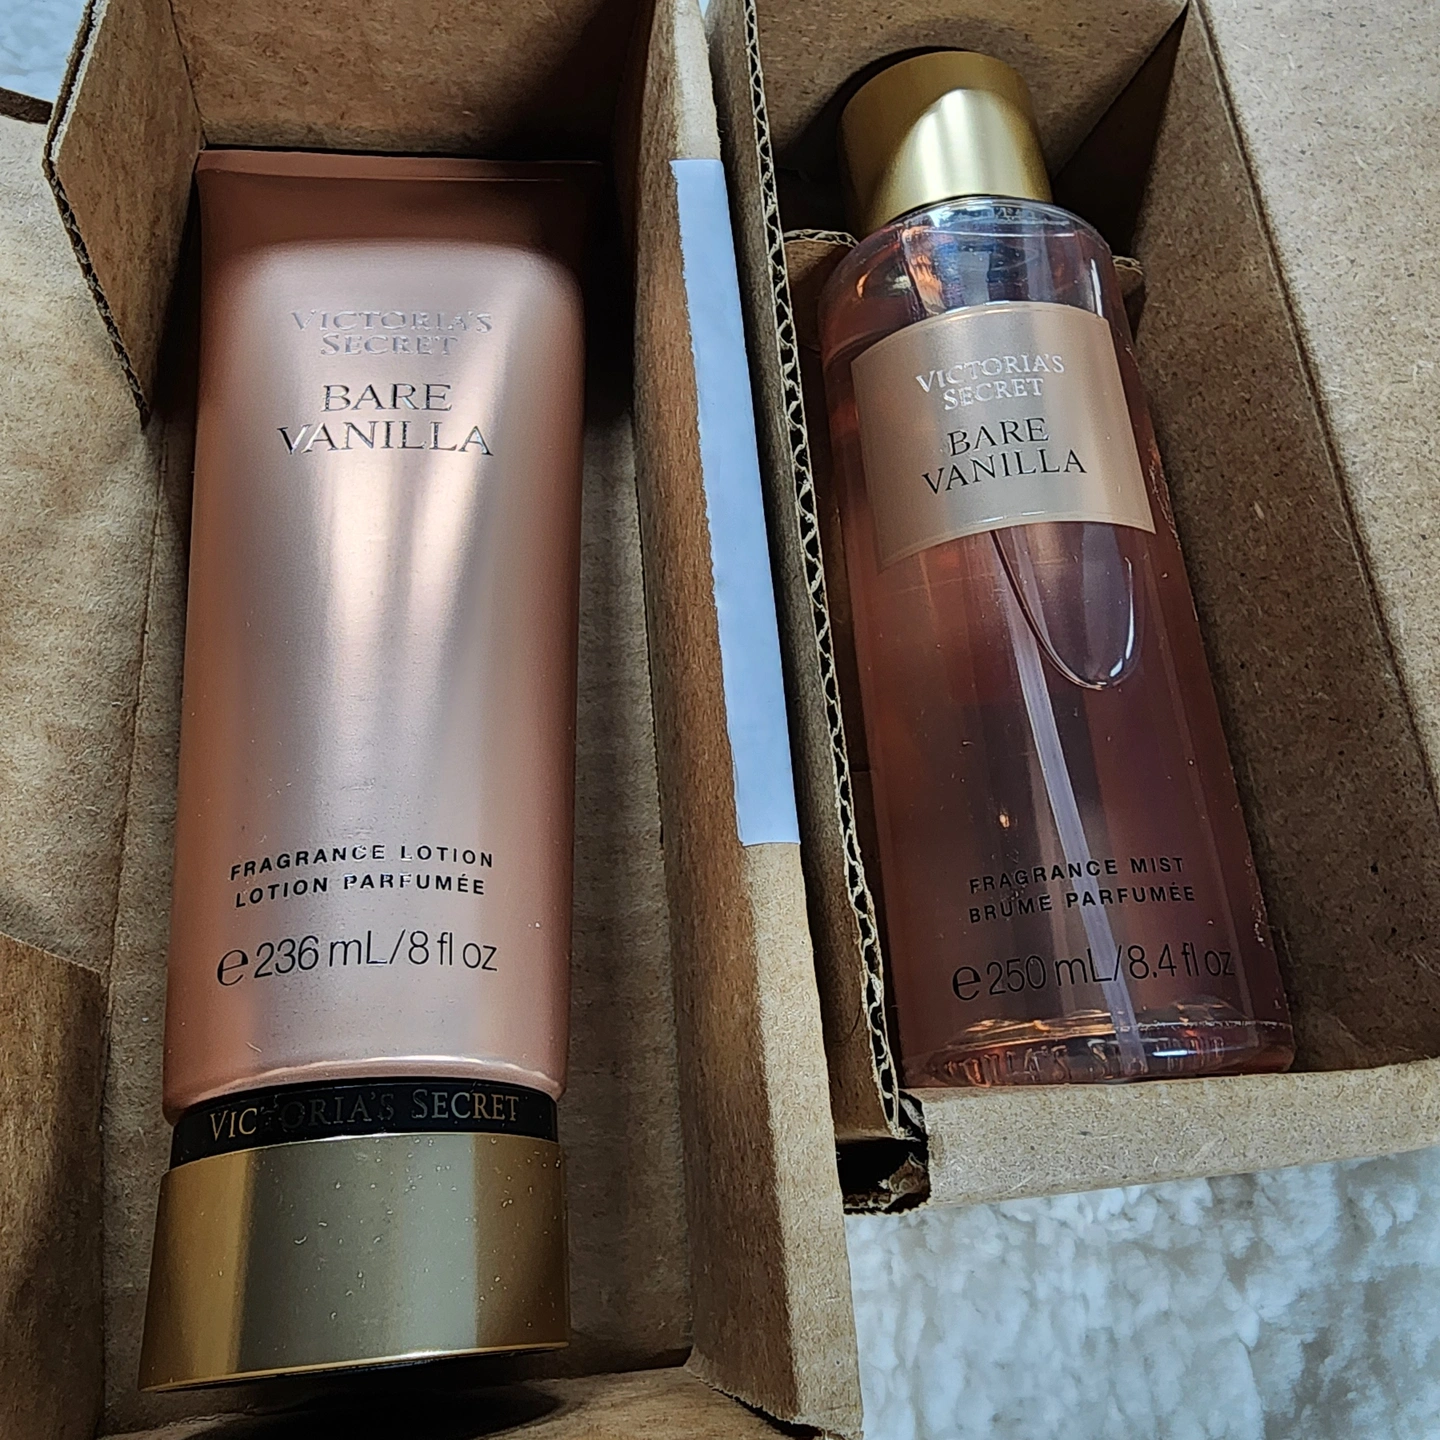 VICTORIA'S
SECRET
BARE
VANILLA
FRAGRANCE LOTION
LOTION PARFUMÉE
℮236 mL/8 fl oz
VICTORIA'S SECRET
VICTORIA'S
SECRET
BARE
VANILLA
FRAGRANCE MIST
BRUME PARFUMÉE
℮250 mL/8.4 fl oz